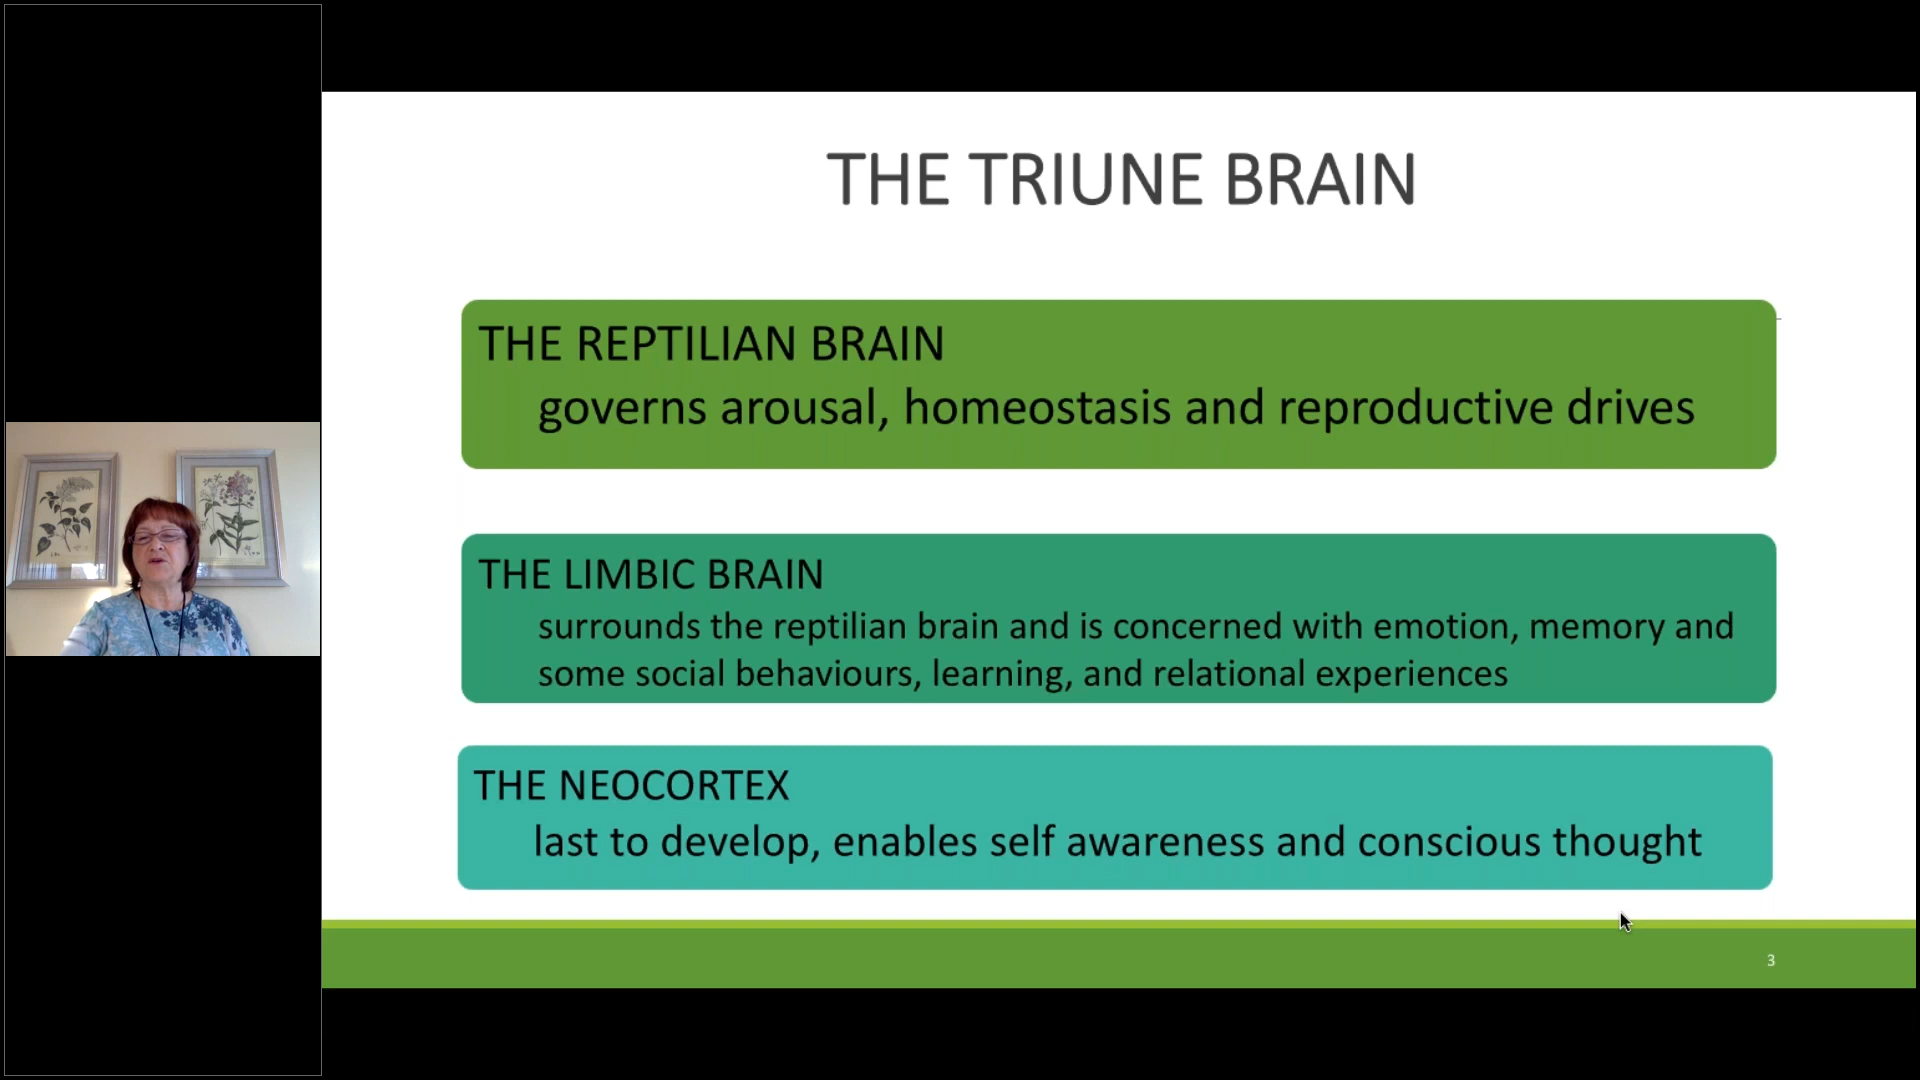 THE TRIUNE BRAIN
THE REPTILIAN BRAIN
governs arousal, homeostasis and reproductive drives
THE LIMBIC BRAIN
surrounds the reptilian brain and is concerned with emotion, memory and
some social behaviours, learning, and relational experiences
THE NEOCORTEX
last to develop, enables self awareness and conscious thought
3